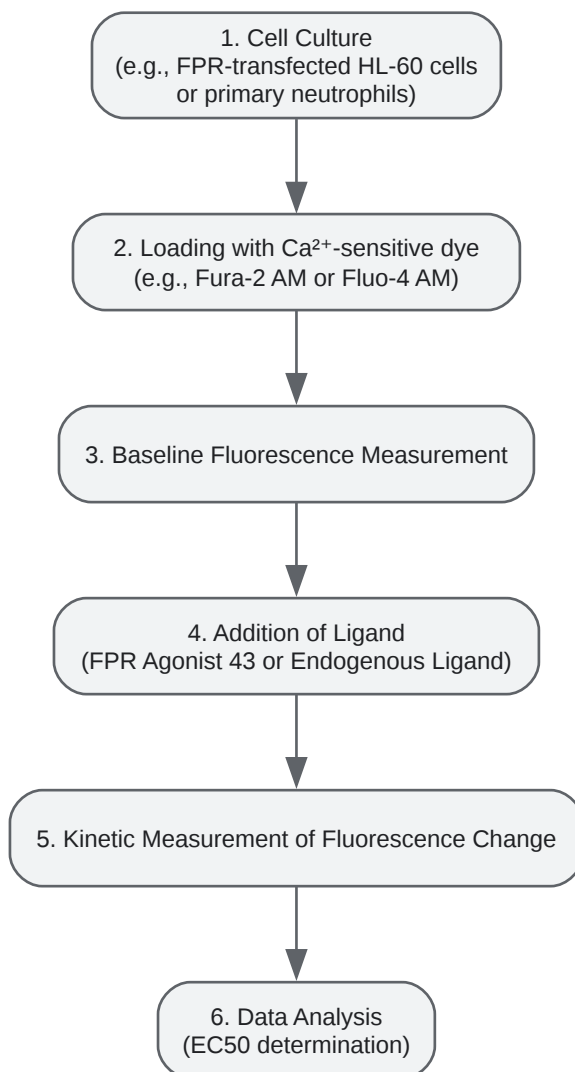 1. Cell Culture
(e.g., FPR-transfected HL-60 cells
or primary neutrophils)
2. Loading with Ca²⁺-sensitive dye
(e.g., Fura-2 AM or Fluo-4 AM)
3. Baseline Fluorescence Measurement
4. Addition of Ligand
(FPR Agonist 43 or Endogenous Ligand)
5. Kinetic Measurement of Fluorescence Change
6. Data Analysis
(EC50 determination)